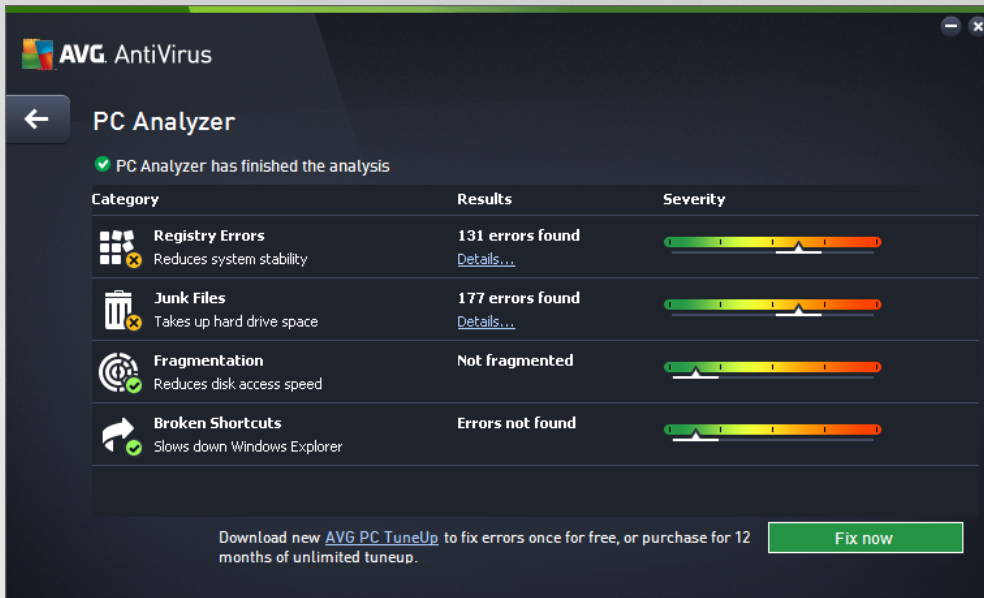 AVG AntiVirus
PC Analyzer
PC Analyzer has finished the analysis
Category Results Severity
Registry Errors 131 errors found
Reduces system stability Details...
Junk Files 177 errors found
Takes up hard drive space Details...
Fragmentation Not fragmented
Reduces disk access speed
Broken Shortcuts Errors not found
Slows down Windows Explorer
Download new AVG PC TuneUp to fix errors once for free, or purchase for 12 Fix now
months of unlimited tuneup.